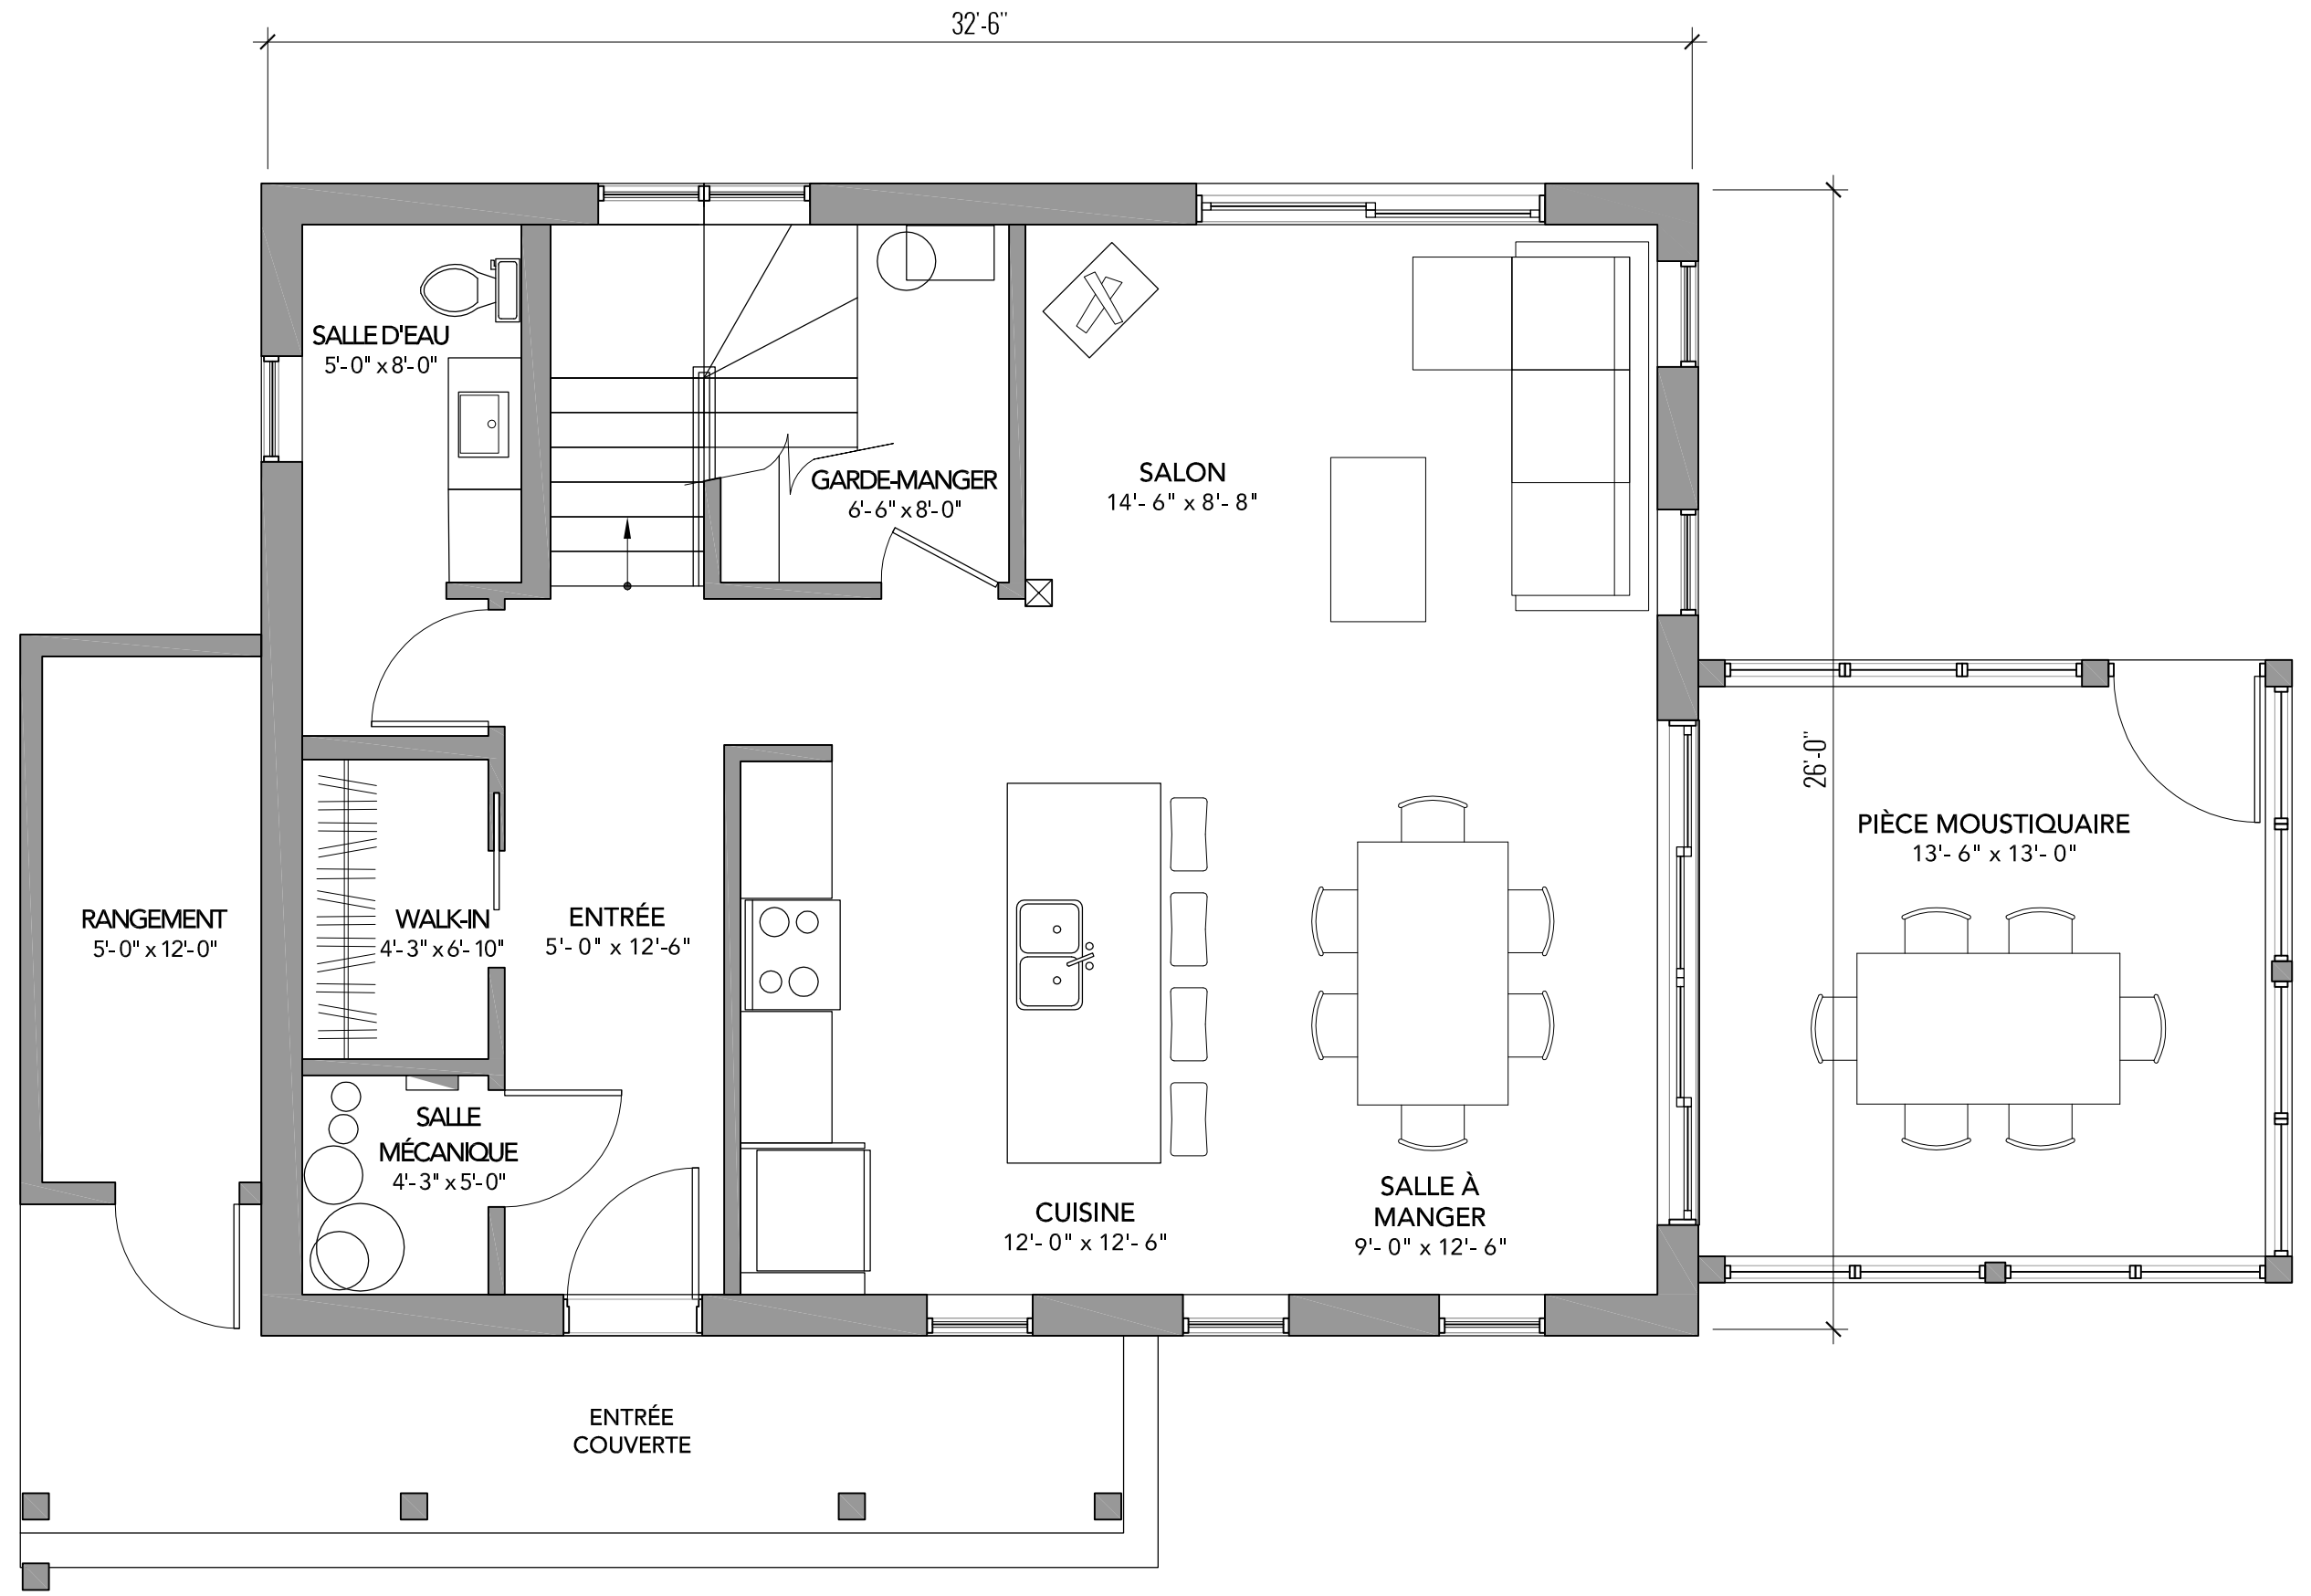 32'-6"
SALLE D'EAU
5'-0" x 8'-0"
GARDE-MANGER
6'-6" x 8'-0"
SALON
14'- 6" x 8'- 8"
26'-0"
PIÈCE MOUSTIQUAIRE
13'- 6" x 13'- 0"
RANGEMENT
5'-0" x 12'-0"
WALK-IN
4'-3" x 6'-10"
ENTRÉE
5'- 0" x 12'-6"
SALLE
MÉCANIQUE
4'-3" x 5'-0"
CUISINE
12'- 0" x 12'- 6"
SALLE À
MANGER
9'- 0" x 12'- 6"
ENTRÉE
COUVERTE